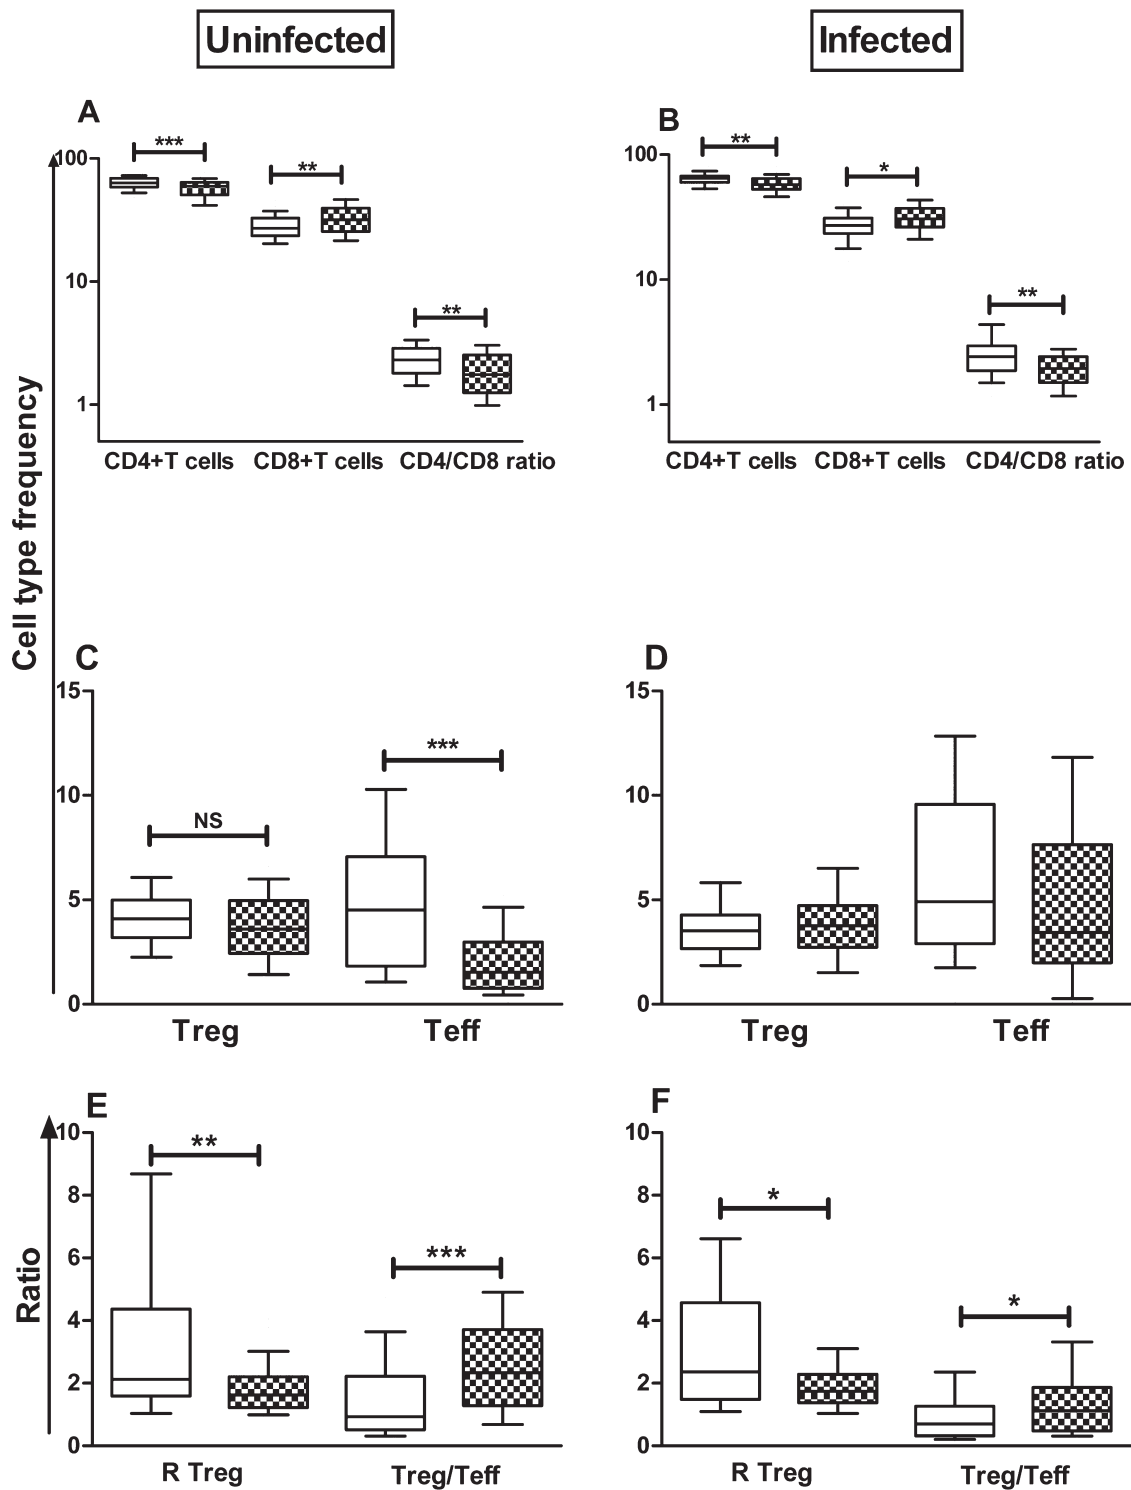 Uninfected
Infected
A
B
***
**
**
100
10
1
CD4+T cells
CD8+T cells
CD4/CD8 ratio
**
*
**
100
10
1
CD4+T cells
CD8+T cells
CD4/CD8 ratio
Cell type frequency
C
D
15
10
5
0
NS
***
Treg
Teff
15
10
5
0
Treg
Teff
E
F
Ratio
10
8
6
4
2
0
**
***
R Treg
Treg/Teff
10
8
6
4
2
0
*
*
R Treg
Treg/Teff